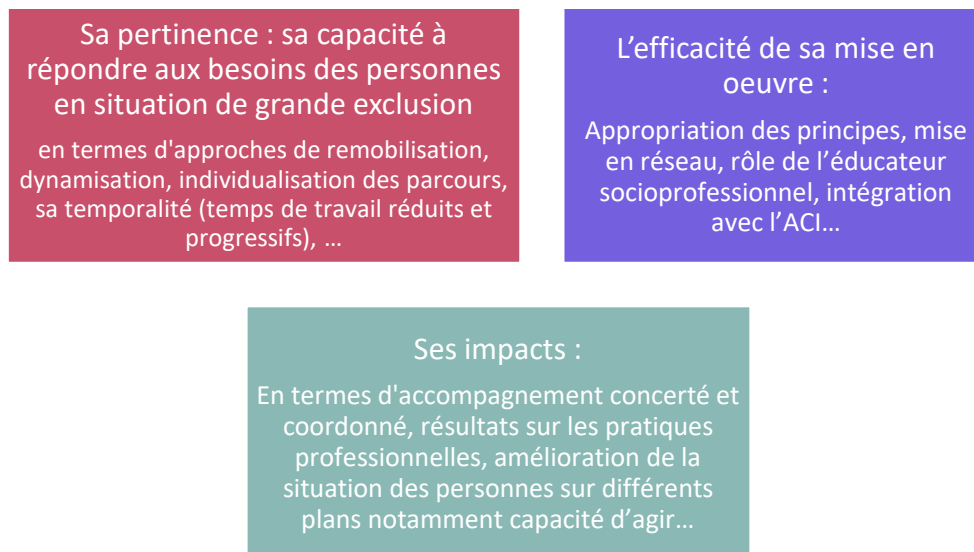 Sa pertinence : sa capacité à
répondre aux besoins des personnes
en situation de grande exclusion
en termes d'approches de remobilisation,
dynamisation, individualisation des parcours,
sa temporalité (temps de travail réduits et
progressifs), …
L’efficacité de sa mise en
oeuvre :
Appropriation des principes, mise
en réseau, rôle de l’éducateur
socioprofessionnel, intégration
avec l’ACI…
Ses impacts :
En termes d'accompagnement concerté et
coordonné, résultats sur les pratiques
professionnelles, amélioration de la
situation des personnes sur différents
plans notamment capacité d’agir…